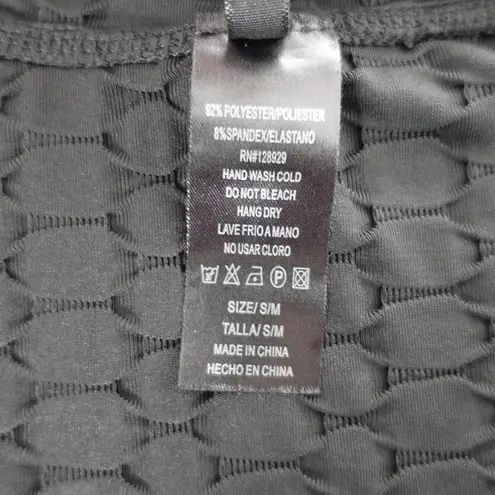 92% POLYESTER/POLIESTER
8%SPANDEX/ELASTANO
RN#128929
HAND WASH COLD
DO NOT BLEACH
HANG DRY
LAVE FRIO A MANO
NO USAR CLORO
P
SIZE/ S/M
TALLA/ S/M
MADE IN CHINA
HECHO EN CHINA